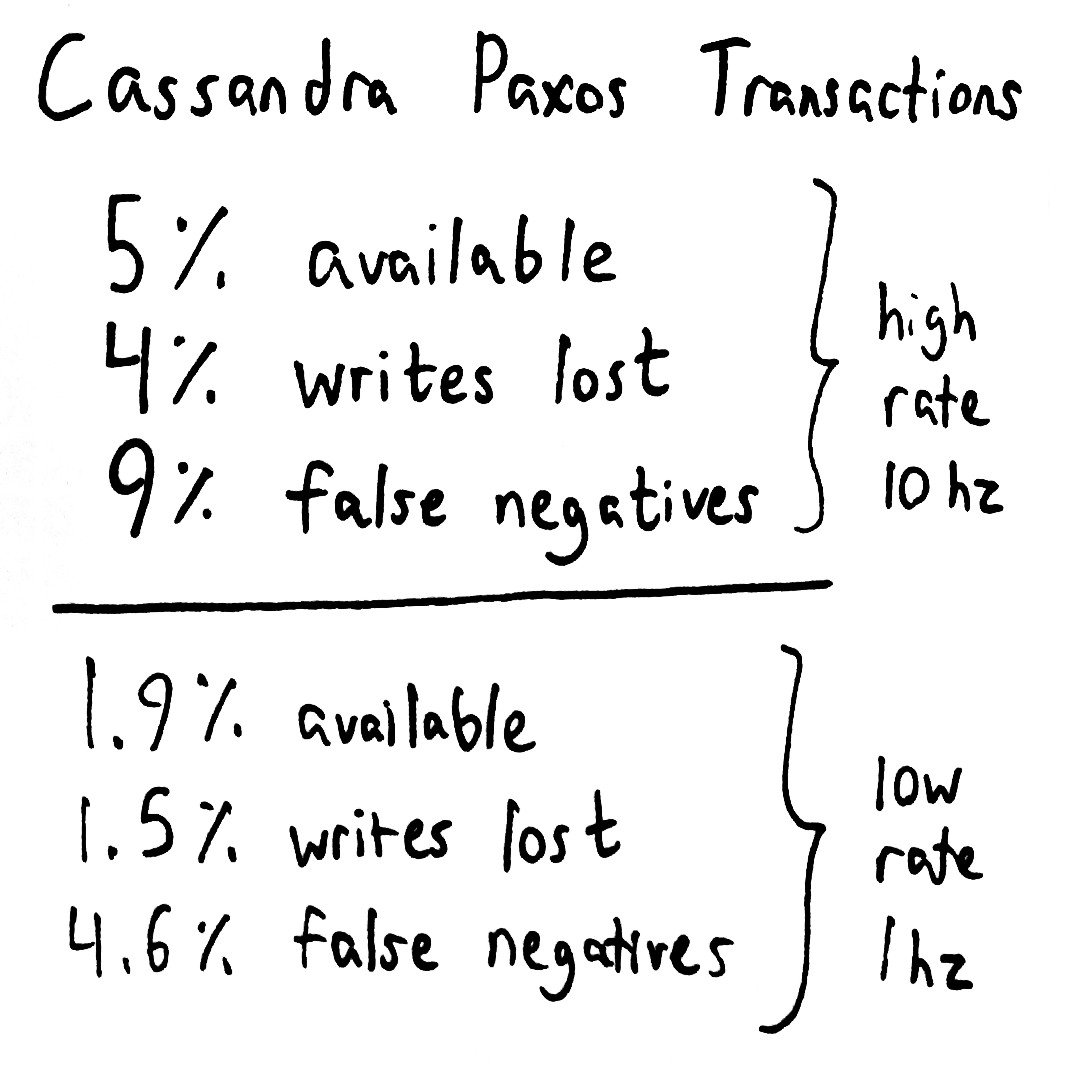 Cassandra Paxos Transactions
5% available
4% writes lost
9% false negatives
high
rate
10 hz
1.9% available
1.5% writes lost
4.6% false negatives
low
rate
1 hz